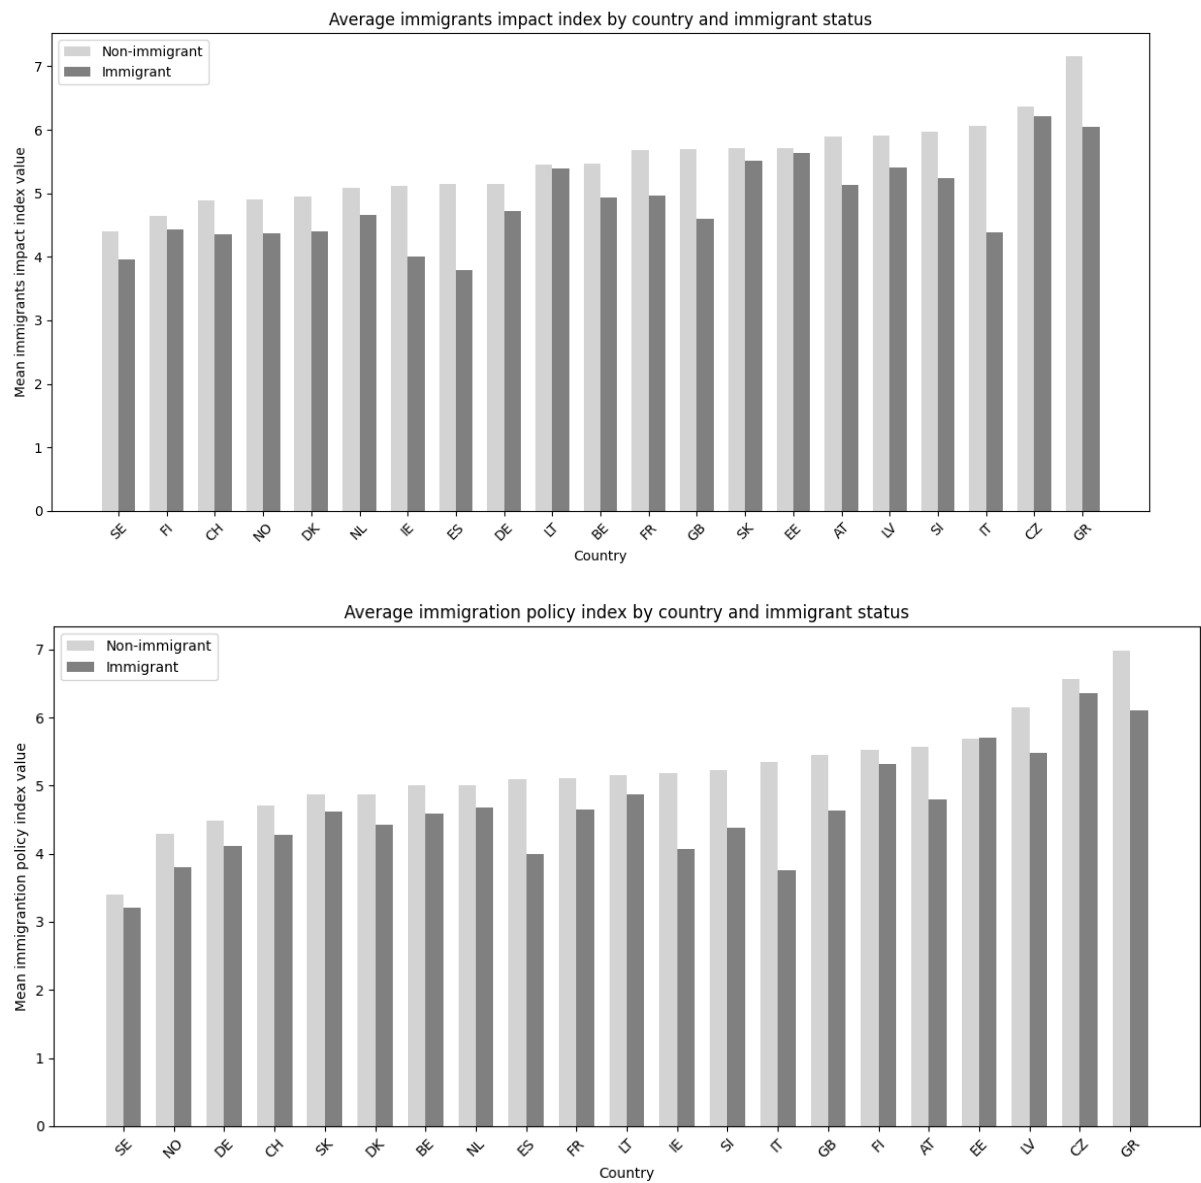 Average immigrants impact index by country and immigrant status
Non-immigrant
Immigrant
Mean immigrants impact index value
7
6
5
4
3
2
1
0
SE FI CH NO DK NL IE ES DE LT BE FR GB SK EE AT LV SI IT CZ GR
Country
Average immigration policy index by country and immigrant status
Non-immigrant
Immigrant
Mean immigrantion policy index value
7
6
5
4
3
2
1
0
SE NO DE CH SK DK BE NL ES FR LT IE SI IT GB FI AT EE LV CZ GR
Country